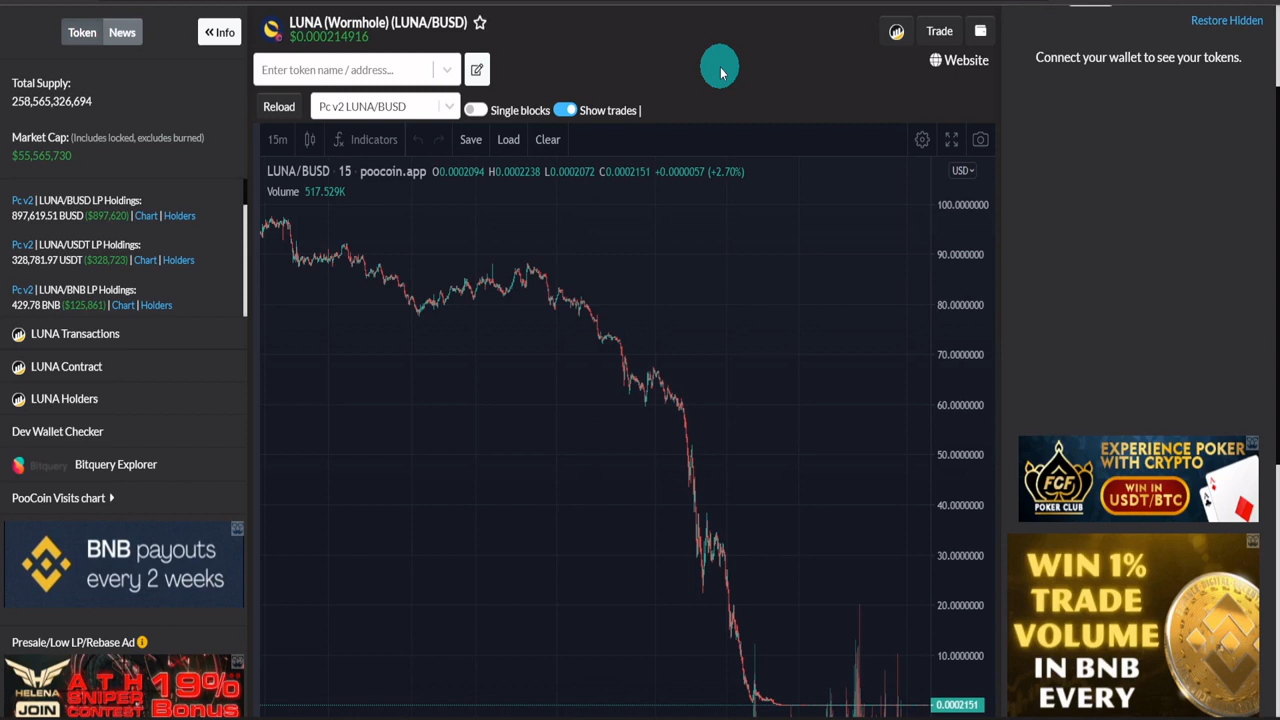 Token
News
Info
Total Supply:
258,565,326,694
Market Cap: (Includes locked, excludes burned)
$55,565,730
Pc v2 | LUNA/BUSD LP Holdings:
897,619.51 BUSD ($897,620) | Chart | Holders
Pc v2 | LUNA/USDT LP Holdings:
328,781.97 USDT ($328,723) | Chart | Holders
Pc v2 | LUNA/BNB LP Holdings:
429.78 BNB ($125,861) | Chart | Holders
LUNA Transactions
LUNA Contract
LUNA Holders
Dev Wallet Checker
Bitquery
Bitquery Explorer
PooCoin Visits chart
BNB payouts
every 2 weeks
Presale/Low LP/Rebase Ad
HELENA
JOIN
ATH
SNIPER
CONTEST
19%
Bonus
LUNA (Wormhole) (LUNA/BUSD)
$0.000214916
Trade
Website
Enter token name / address...
Reload
Pc v2 LUNA/BUSD
Single blocks
Show trades |
15m
Indicators
Save
Load
Clear
LUNA/BUSD · 15 · poocoin.app O0.0002094 H0.0002238 L0.0002072 C0.0002151 +0.0000057 (+2.70%)
Volume 517.529K
USD
100.0000000
90.0000000
80.0000000
70.0000000
60.0000000
50.0000000
40.0000000
30.0000000
20.0000000
10.0000000
0.0002151
Restore Hidden
Connect your wallet to see your tokens.
FCF
POKER CLUB
EXPERIENCE POKER
WITH CRYPTO
WIN IN
USDT/BTC
WIN 1%
TRADE
VOLUME
IN BNB
EVERY